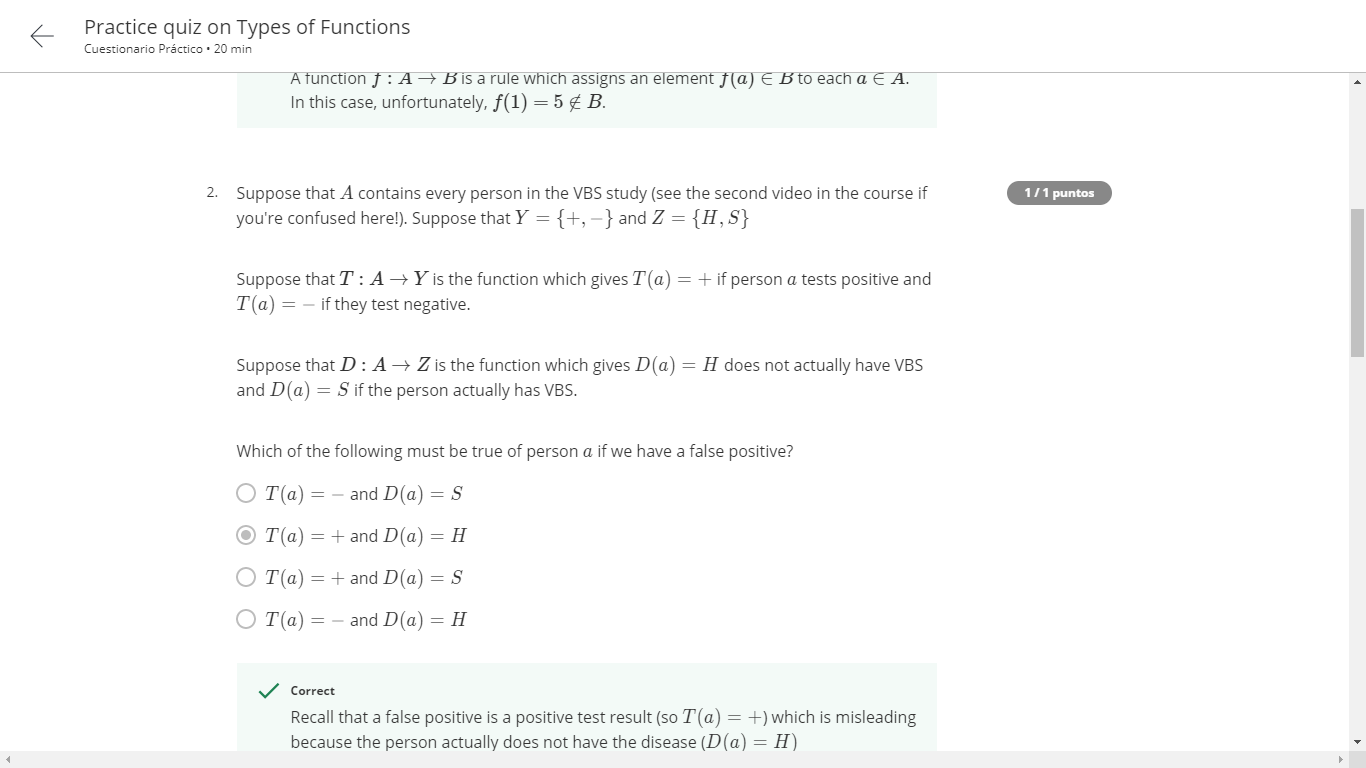 Practice quiz on Types of Functions
Cuestionario Práctico • 20 min
A function f : A → B is a rule which assigns an element f(a) ∈ B to each a ∈ A.
In this case, unfortunately, f(1) = 5 ∉ B.
2. Suppose that A contains every person in the VBS study (see the second video in the course if
1 / 1 puntos
you're confused here!). Suppose that Y = {+, −} and Z = {H, S}
Suppose that T : A → Y is the function which gives T(a) = + if person a tests positive and
T(a) = − if they test negative.
Suppose that D : A → Z is the function which gives D(a) = H does not actually have VBS
and D(a) = S if the person actually has VBS.
Which of the following must be true of person a if we have a false positive?
T(a) = − and D(a) = S
T(a) = + and D(a) = H
T(a) = + and D(a) = S
T(a) = − and D(a) = H
Correct
Recall that a false positive is a positive test result (so T(a) = +) which is misleading
because the person actually does not have the disease (D(a) = H)